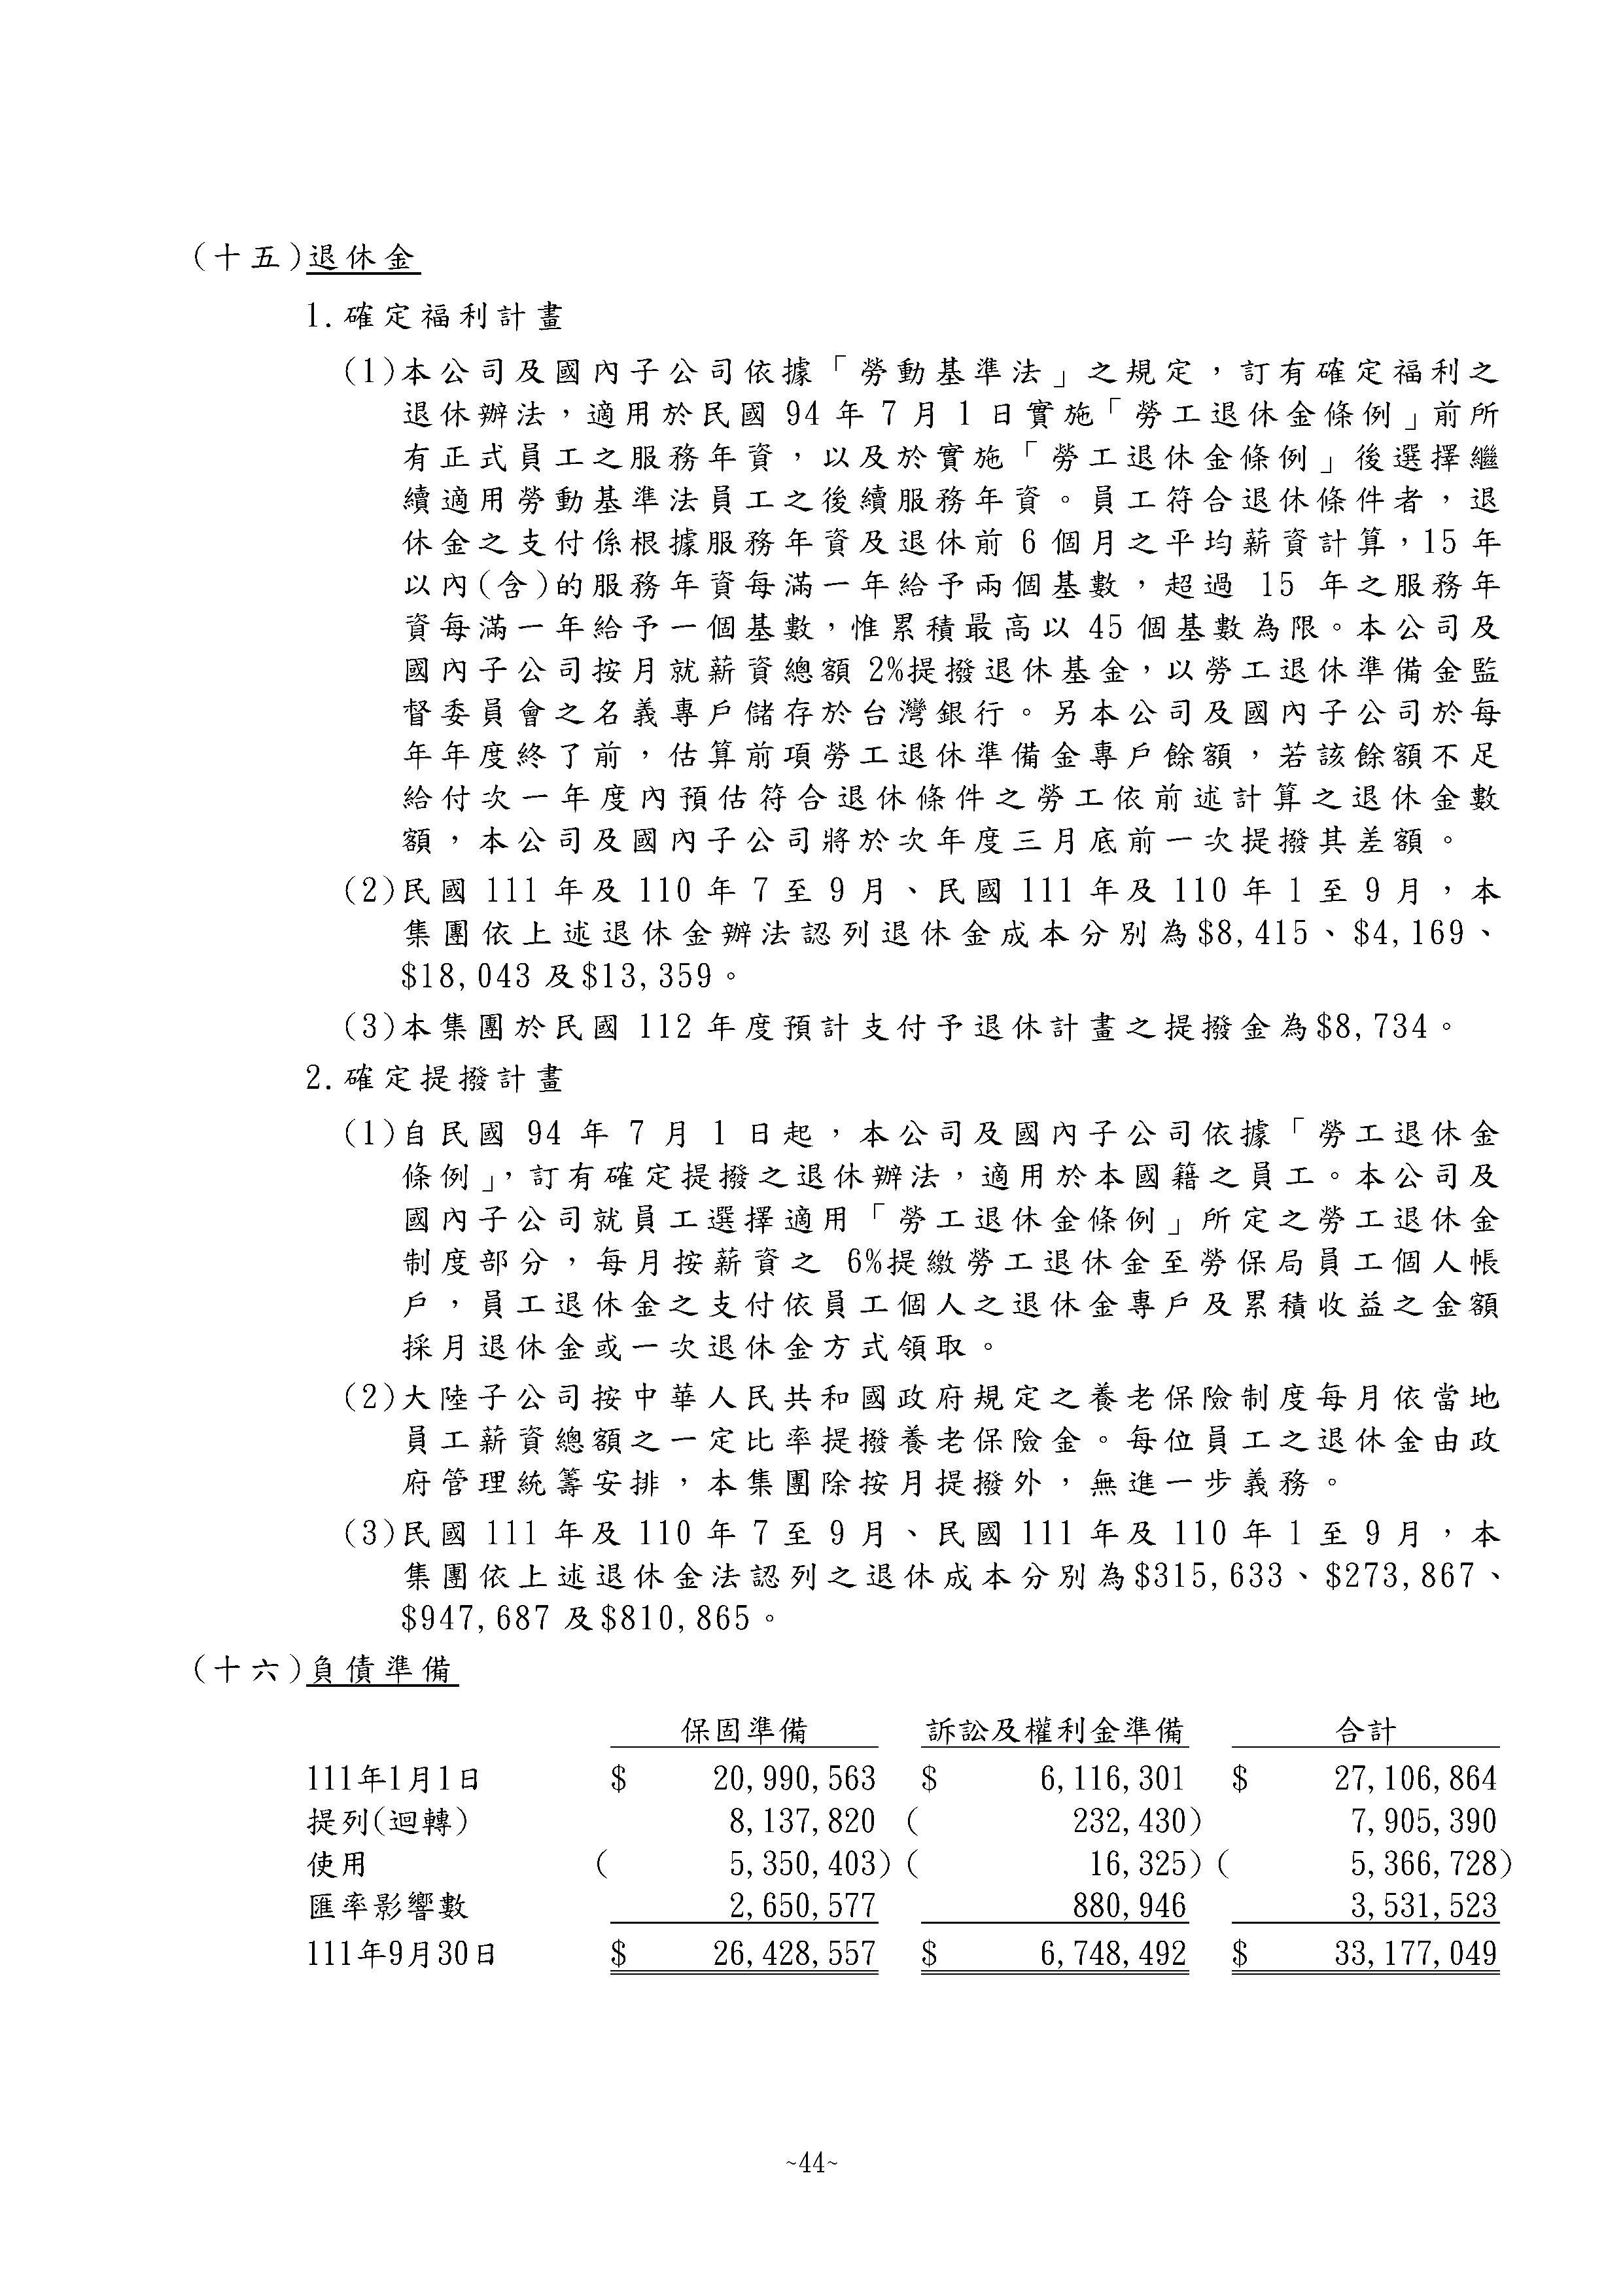 (十五)退休金
1.確定福利計畫
(1)本公司及國內子公司依據「勞動基準法」之規定，訂有確定福利之
退休辦法，適用於民國 94 年 7 月 1 日實施「勞工退休金條例」前所
有正式員工之服務年資，以及於實施「勞工退休金條例」後選擇繼
續適用勞動基準法員工之後續服務年資。員工符合退休條件者，退
休金之支付係根據服務年資及退休前 6 個月之平均薪資計算，15 年
以內(含)的服務年資每滿一年給予兩個基數，超過 15 年之服務年
資每滿一年給予一個基數，惟累積最高以 45 個基數為限。本公司及
國內子公司按月就薪資總額 2%提撥退休基金，以勞工退休準備金監
督委員會之名義專戶儲存於台灣銀行。另本公司及國內子公司於每
年年度終了前，估算前項勞工退休準備金專戶餘額，若該餘額不足
給付次一年度內預估符合退休條件之勞工依前述計算之退休金數
額，本公司及國內子公司將於次年度三月底前一次提撥其差額。
(2)民國 111 年及 110 年 7 至 9 月、民國 111 年及 110 年 1 至 9 月，本
集團依上述退休金辦法認列退休金成本分別為$8,415、$4,169、
$18,043 及$13,359。
(3)本集團於民國 112 年度預計支付予退休計畫之提撥金為$8,734。
2.確定提撥計畫
(1)自民國 94 年 7 月 1 日起，本公司及國內子公司依據「勞工退休金
條例」，訂有確定提撥之退休辦法，適用於本國籍之員工。本公司及
國內子公司就員工選擇適用「勞工退休金條例」所定之勞工退休金
制度部分，每月按薪資之 6%提繳勞工退休金至勞保局員工個人帳
戶，員工退休金之支付依員工個人之退休金專戶及累積收益之金額
採月退休金或一次退休金方式領取。
(2)大陸子公司按中華人民共和國政府規定之養老保險制度每月依當地
員工薪資總額之一定比率提撥養老保險金。每位員工之退休金由政
府管理統籌安排，本集團除按月提撥外，無進一步義務。
(3)民國 111 年及 110 年 7 至 9 月、民國 111 年及 110 年 1 至 9 月，本
集團依上述退休金法認列之退休成本分別為$315,633、$273,867、
$947,687 及$810,865。
(十六)負債準備
保固準備 訴訟及權利金準備 合計
111年1月1日 $ 20,990,563 $ 6,116,301 $ 27,106,864
提列(迴轉) 8,137,820 ( 232,430) 7,905,390
使用 ( 5,350,403) ( 16,325) ( 5,366,728)
匯率影響數 2,650,577 880,946 3,531,523
111年9月30日 $ 26,428,557 $ 6,748,492 $ 33,177,049
~44~